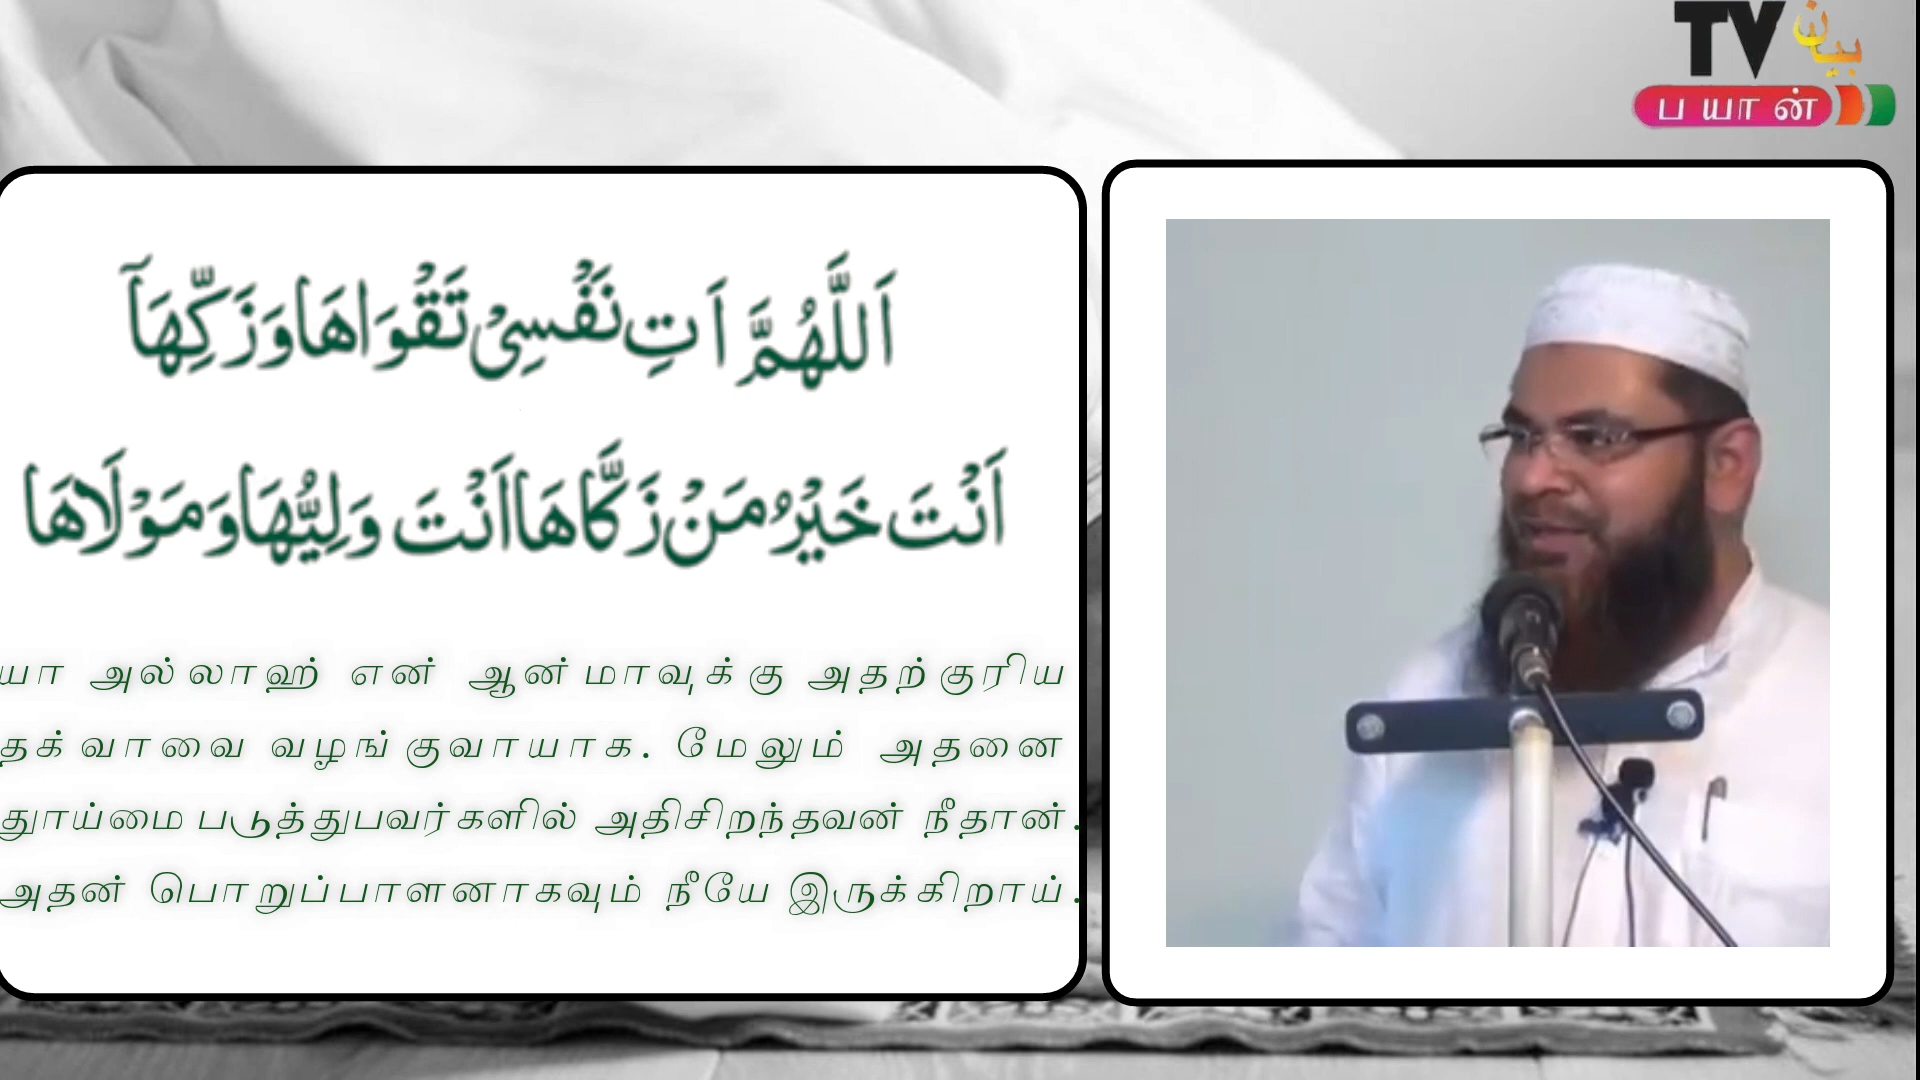 TV بيان
பயான்
اَللّٰهُمَّ اَتِ نَفْسِىْ تَقْوَاهَا وَزَكِّهَآ
اَنْتَ خَيْرُ مَنْ زَكَّاهَا اَنْتَ وَلِيُّهَا وَمَوْلَاهَا
யா அல்லாஹ் என் ஆன்மாவுக்கு அதற்குரிய
தக்வாவை வழங்குவாயாக. மேலும் அதனை
தூய்மை படுத்துபவர்களில் அதிசிறந்தவன் நீதான்.
அதன் பொறுப்பாளனாகவும் நீயே இருக்கிறாய்.